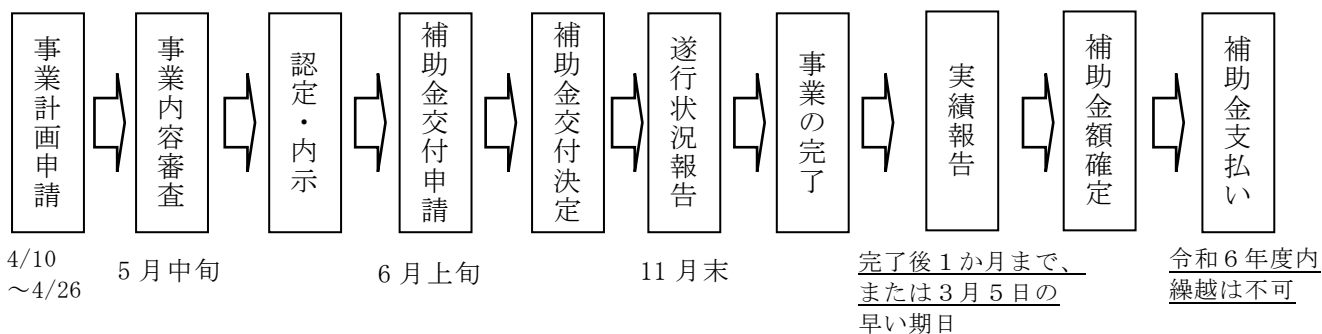 事業計画申請
事業内容審査
認定・内示
補助金交付申請
補助金交付決定
遂行状況報告
事業の完了
実績報告
補助金額確定
補助金支払い
4/10
～4/26
5月中旬
6月上旬
11月末
完了後1か月まで、
または3月5日の
早い期日
令和6年度内
繰越は不可